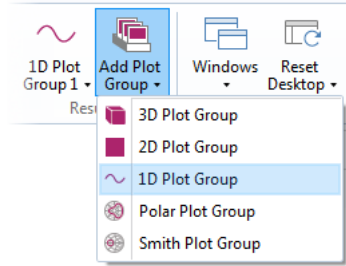 1D Plot Add Plot Windows Reset
Group 1 Group Desktop
Res
3D Plot Group
2D Plot Group
1D Plot Group
Polar Plot Group
Smith Plot Group